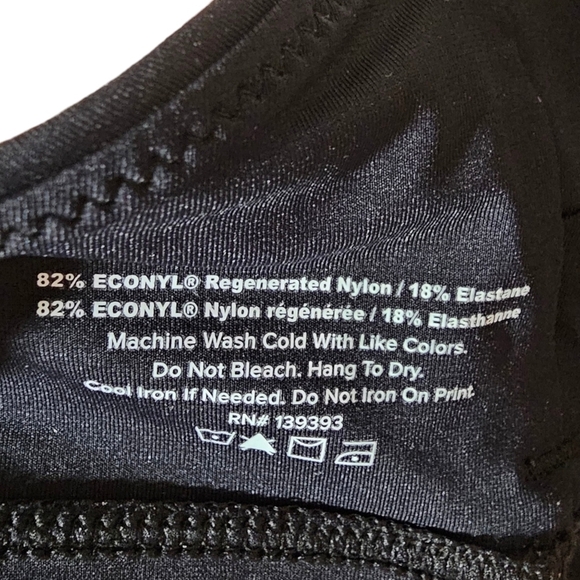 82% ECONYL® Regenerated Nylon / 18% Elastane
82% ECONYL® Nylon régénérée / 18% Elasthanne
Machine Wash Cold With Like Colors.
Do Not Bleach. Hang To Dry.
Cool Iron If Needed. Do Not Iron On Print.
RN# 139393